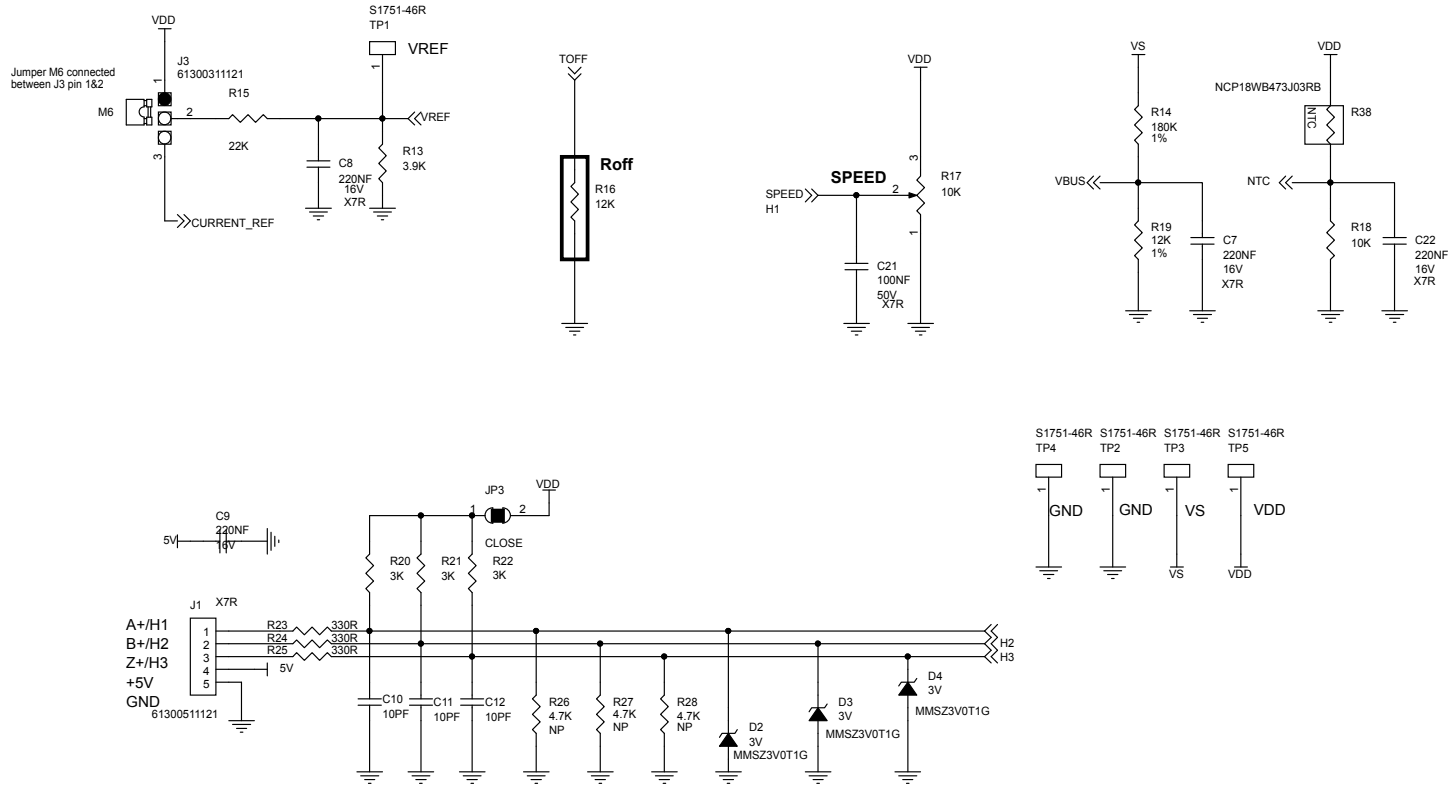 S1751-46R
TP1
VREF
1
VDD
J3
61300311121
Jumper M6 connected
between J3 pin 1&2
M6
1
2
3
R15
22K
VREF
C8
220NF
16V
X7R
R13
3.9K
CURRENT_REF
TOFF
Roff
R16
12K
VDD
SPEED
SPEED
H1
3
2
1
R17
10K
C21
100NF
50V
X7R
VS
R14
180K
1%
VBUS
R19
12K
1%
C7
220NF
16V
X7R
VDD
NCP18WB473J03RB
NTC
R38
NTC
R18
10K
C22
220NF
16V
X7R
S1751-46R S1751-46R S1751-46R S1751-46R
TP4 TP2 TP3 TP5
1 1 1 1
GND GND VS VDD
VS VDD
C9
220NF
16V
5V
X7R
JP3
1 2
VDD
CLOSE
R20
3K
R21
3K
R22
3K
J1
A+/H1
B+/H2
Z+/H3
+5V
GND
1
2
3
4
5
61300511121
R23 330R
R24 330R
R25 330R
5V
H2
H3
C10
10PF
C11
10PF
C12
10PF
R26
4.7K
NP
R27
4.7K
NP
R28
4.7K
NP
D2
3V
MMSZ3V0T1G
D3
3V
MMSZ3V0T1G
D4
3V
MMSZ3V0T1G